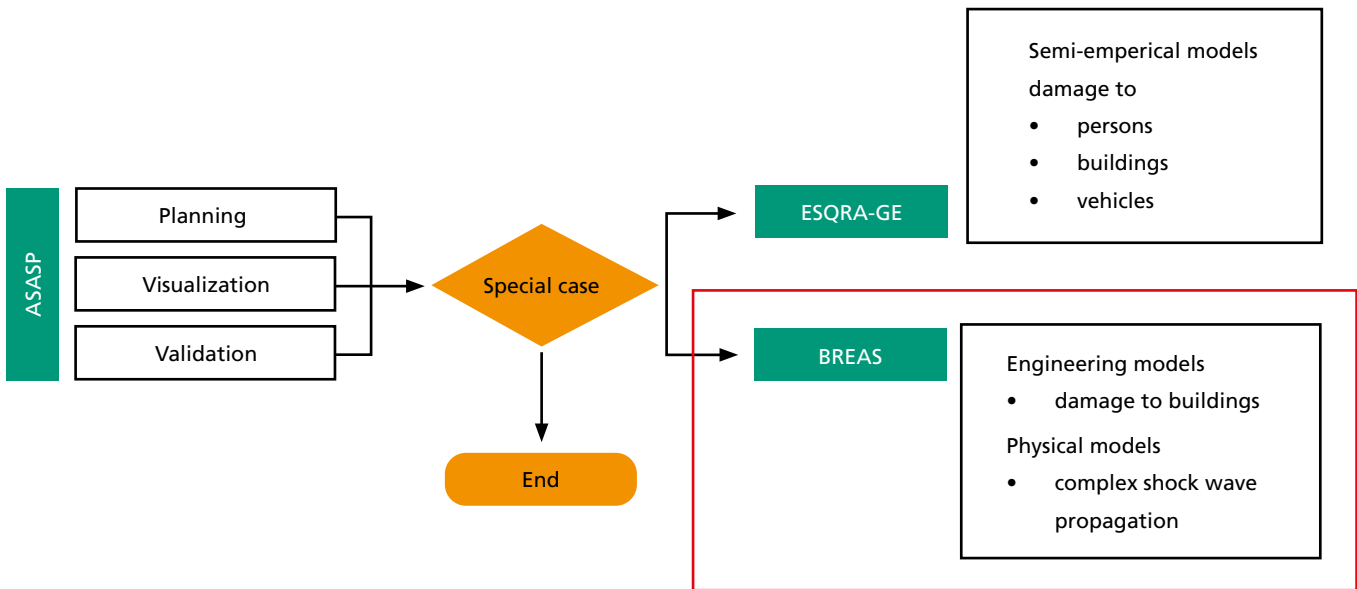 ASASP
Planning
Visualization
Validation
Special case
End
ESQRA-GE
Semi-emperical models
damage to
• persons
• buildings
• vehicles
BREAS
Engineering models
• damage to buildings
Physical models
• complex shock wave
propagation